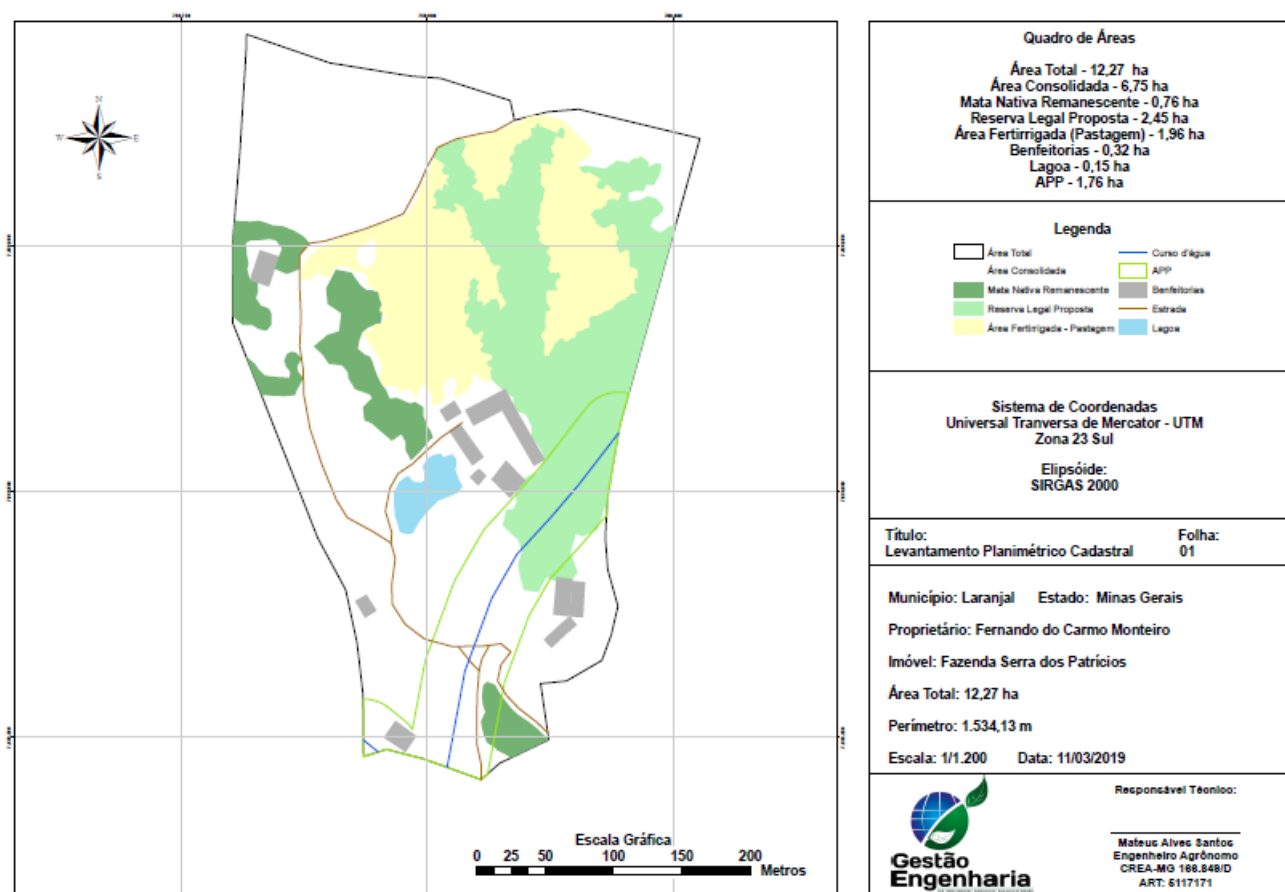 N
W
E
S
Escala Gráfica
0 25 50 100 150 200
Metros
Quadro de Áreas
Área Total - 12,27 ha
Área Consolidada - 6,75 ha
Mata Nativa Remanescente - 0,76 ha
Reserva Legal Proposta - 2,45 ha
Área Fertirrigada (Pastagem) - 1,96 ha
Benfeitorias - 0,32 ha
Lagoa - 0,15 ha
APP - 1,76 ha
Legenda
Área Total
Curso d'água
Área Consolidada
APP
Mata Nativa Remanescente
Benfeitorias
Reserva Legal Proposta
Estrada
Área Fertirrigada - Pastagem
Lagoa
Sistema de Coordenadas
Universal Tranversa de Mercator - UTM
Zona 23 Sul
Elipsóide:
SIRGAS 2000
Título: Folha:
Levantamento Planimétrico Cadastral 01
Município: Laranjal Estado: Minas Gerais
Proprietário: Fernando do Carmo Monteiro
Imóvel: Fazenda Serra dos Patrícios
Área Total: 12,27 ha
Perímetro: 1.534,13 m
Escala: 1/1.200 Data: 11/03/2019
Gestão
Engenharia
Responsável Técnico:
Mateus Alves Santos
Engenheiro Agrônomo
CREA-MG 166.848/D
ART: 5117171